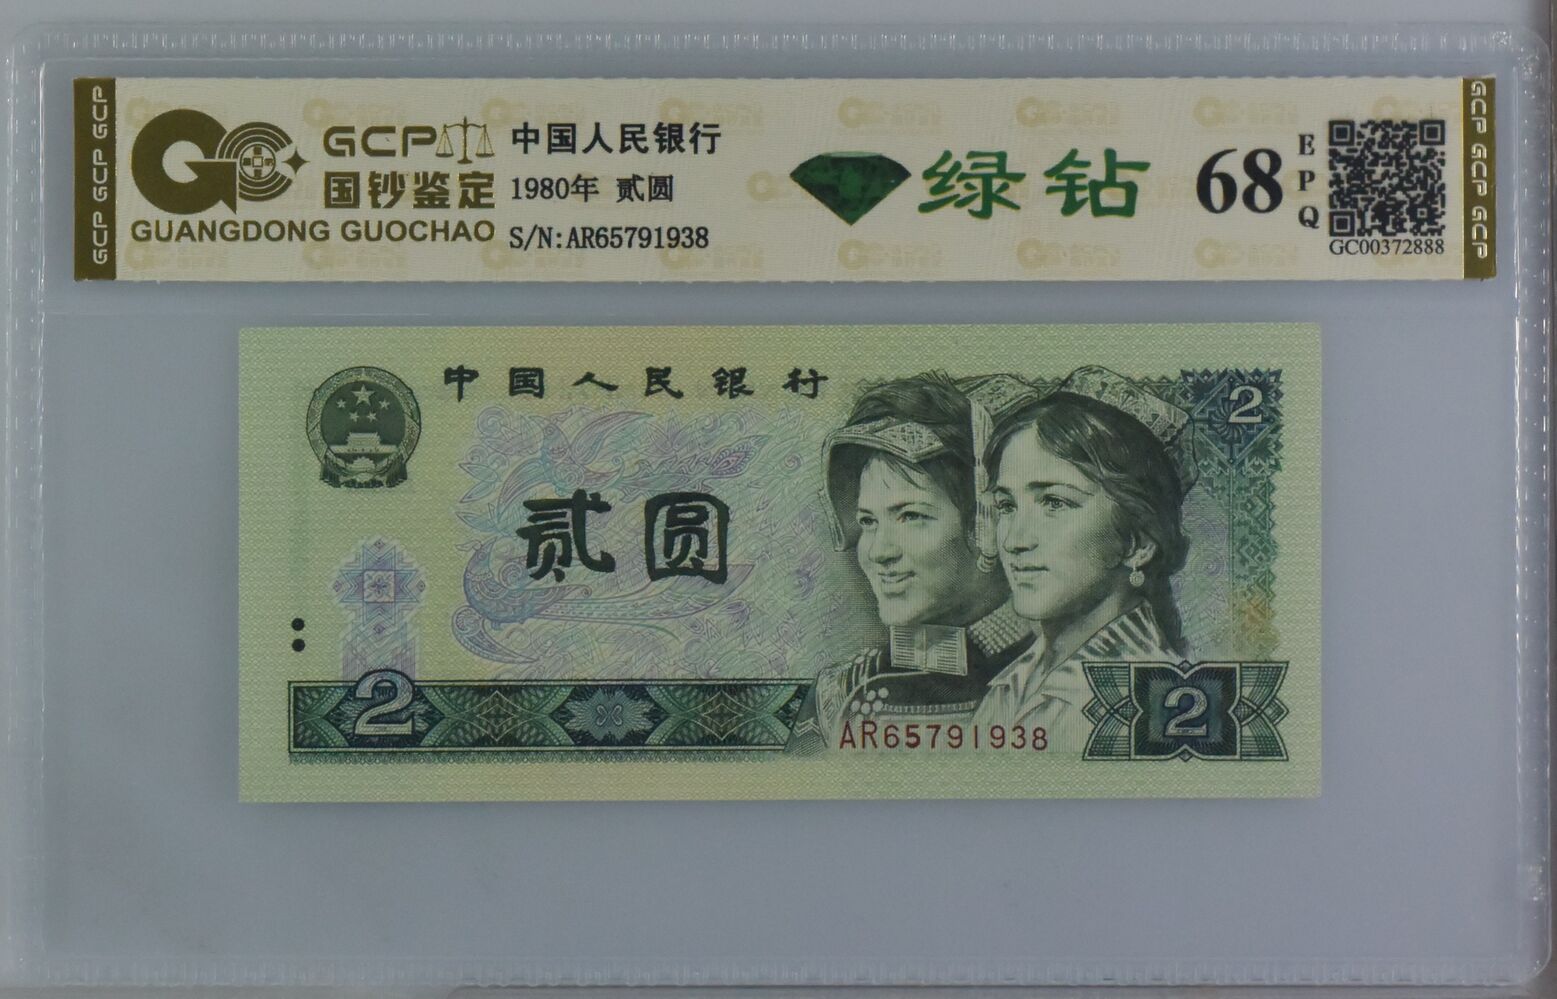 GCP GCP GCP
GCP
国钞鉴定
GUANGDONG GUOCHAO
中国人民银行
1980年 贰圆
S/N:AR65791938
绿钻
68
EPQ
GC00372888
GCP GCP GCP
中国人民银行
2
贰圆
2
AR65791938
2